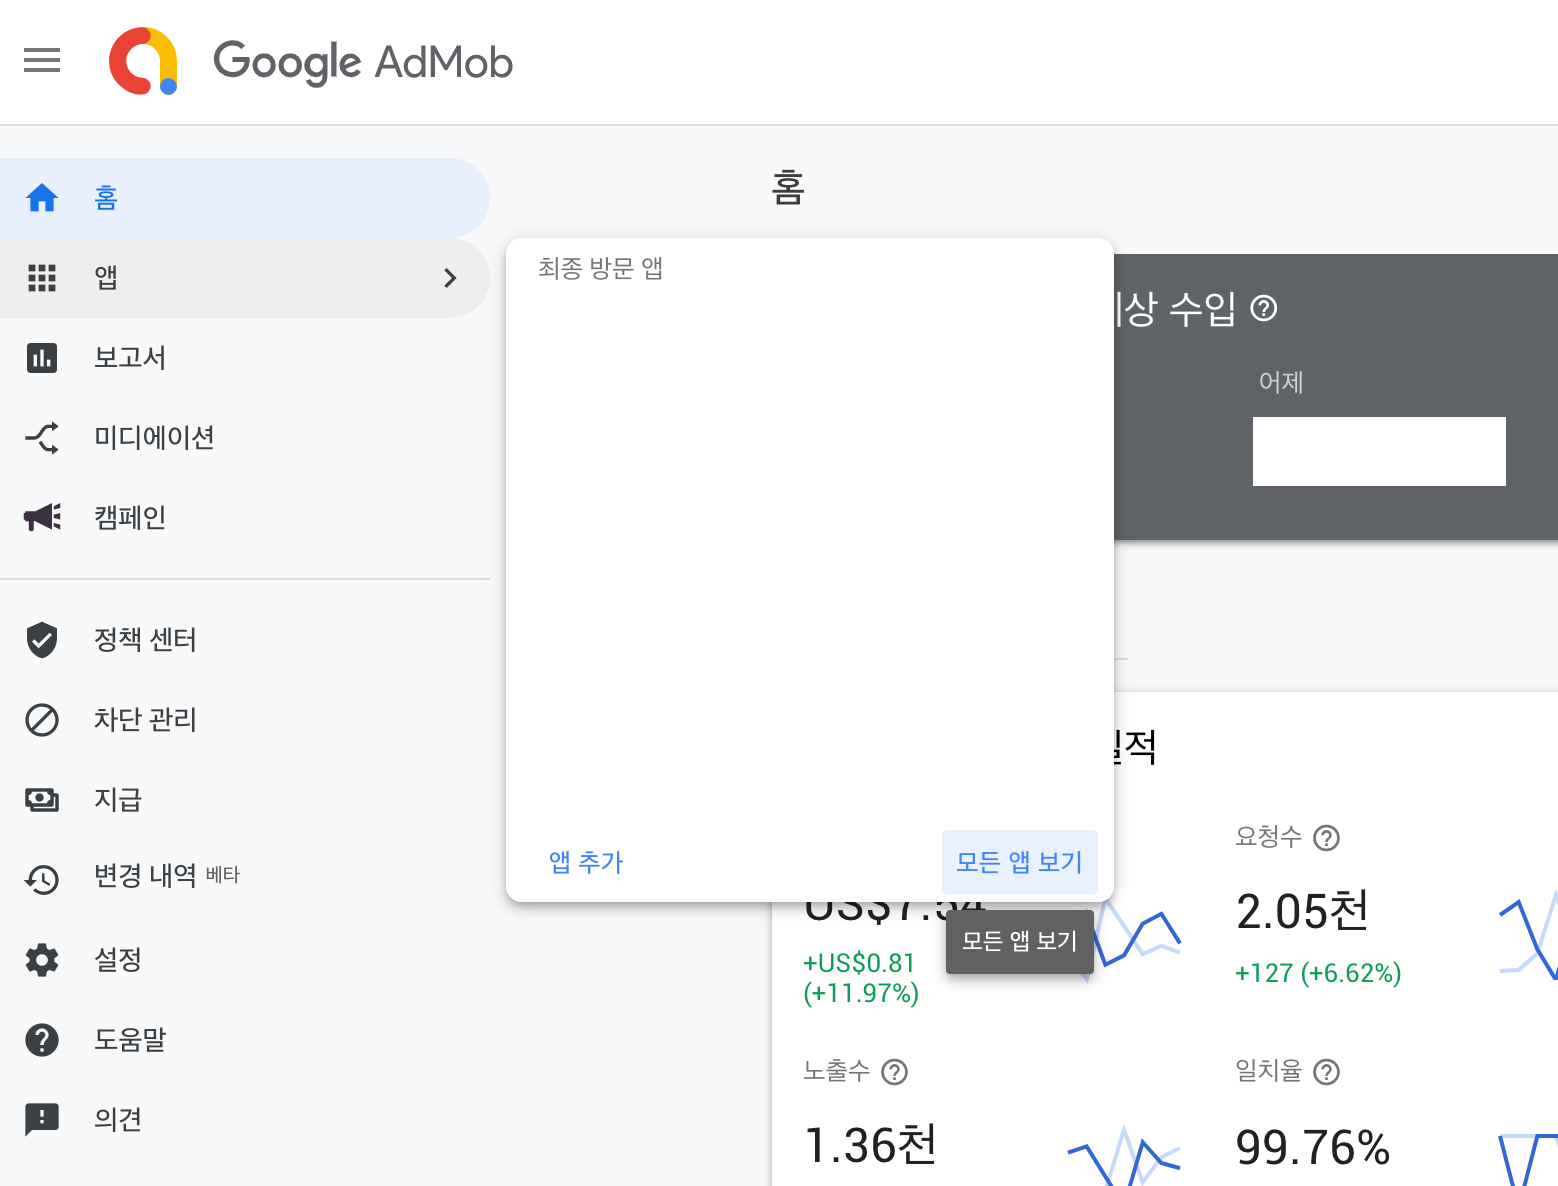 Google AdMob
홈
앱
보고서
미디에이션
캠페인
정책 센터
차단 관리
지급
변경 내역 베타
설정
도움말
의견
홈
최종 방문 앱
앱 추가
모든 앱 보기
모든 앱 보기
수입
어제
US$7.54
+US$0.81
(+11.97%)
요청수
2.05천
+127 (+6.62%)
노출수
1.36천
일치율
99.76%